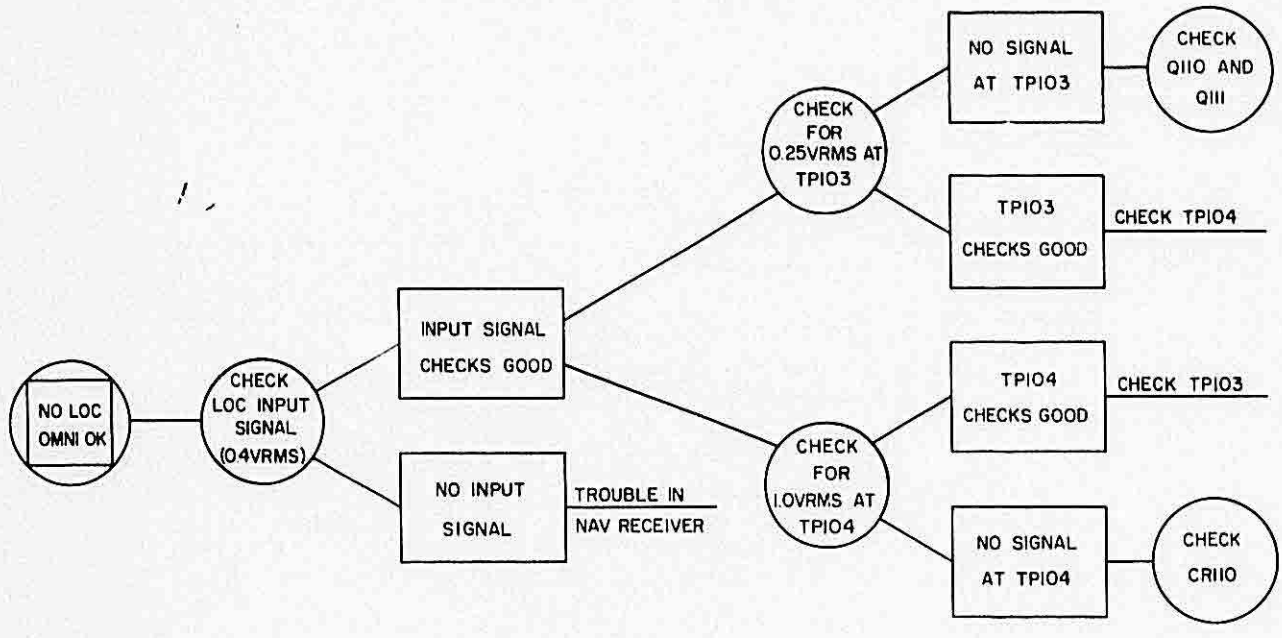 NO LOC
OMNI OK
CHECK
LOC INPUT
SIGNAL
(0.4VRMS)
INPUT SIGNAL
CHECKS GOOD
NO INPUT
SIGNAL
TROUBLE IN
NAV RECEIVER
CHECK
FOR
0.25VRMS AT
TP103
NO SIGNAL
AT TP103
CHECK
Q110 AND
Q111
TP103
CHECKS GOOD
CHECK TP104
CHECK
FOR
1.0VRMS AT
TP104
TP104
CHECKS GOOD
CHECK TP103
NO SIGNAL
AT TP104
CHECK
CR110